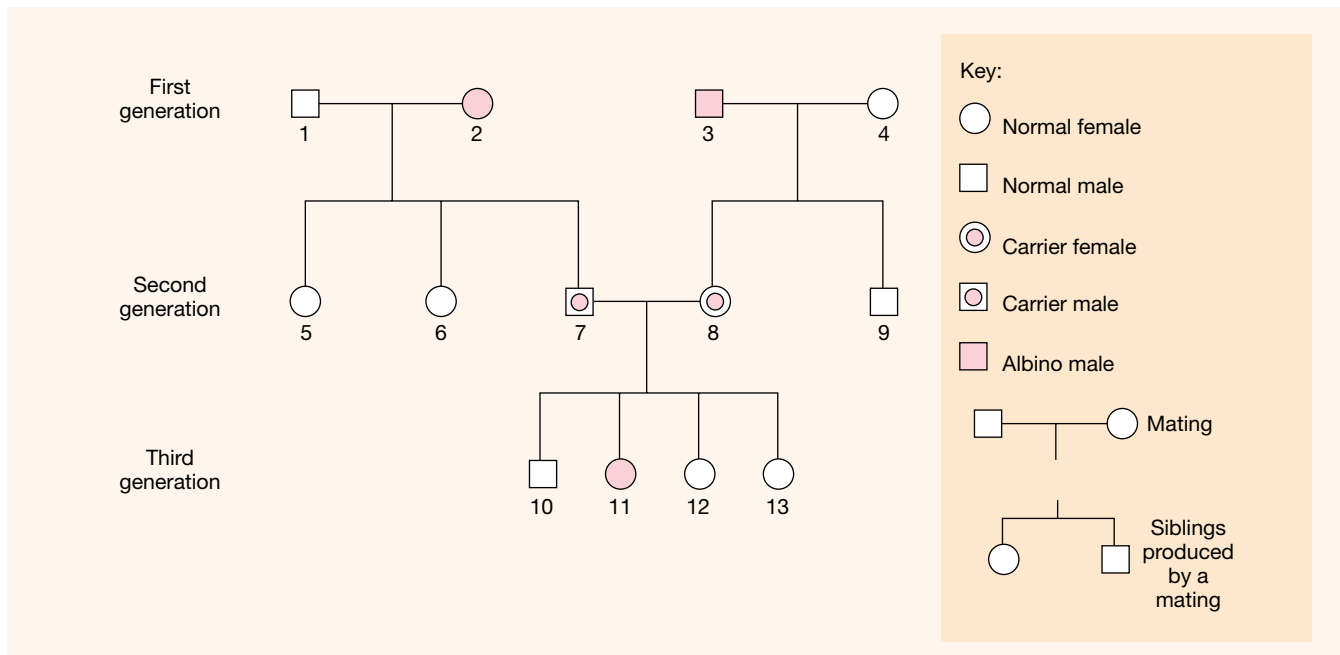 First
generation
1
2
3
4
Second
generation
5
6
7
8
9
Third
generation
10
11
12
13
Key:
Normal female
Normal male
Carrier female
Carrier male
Albino male
Mating
Siblings
produced
by a
mating